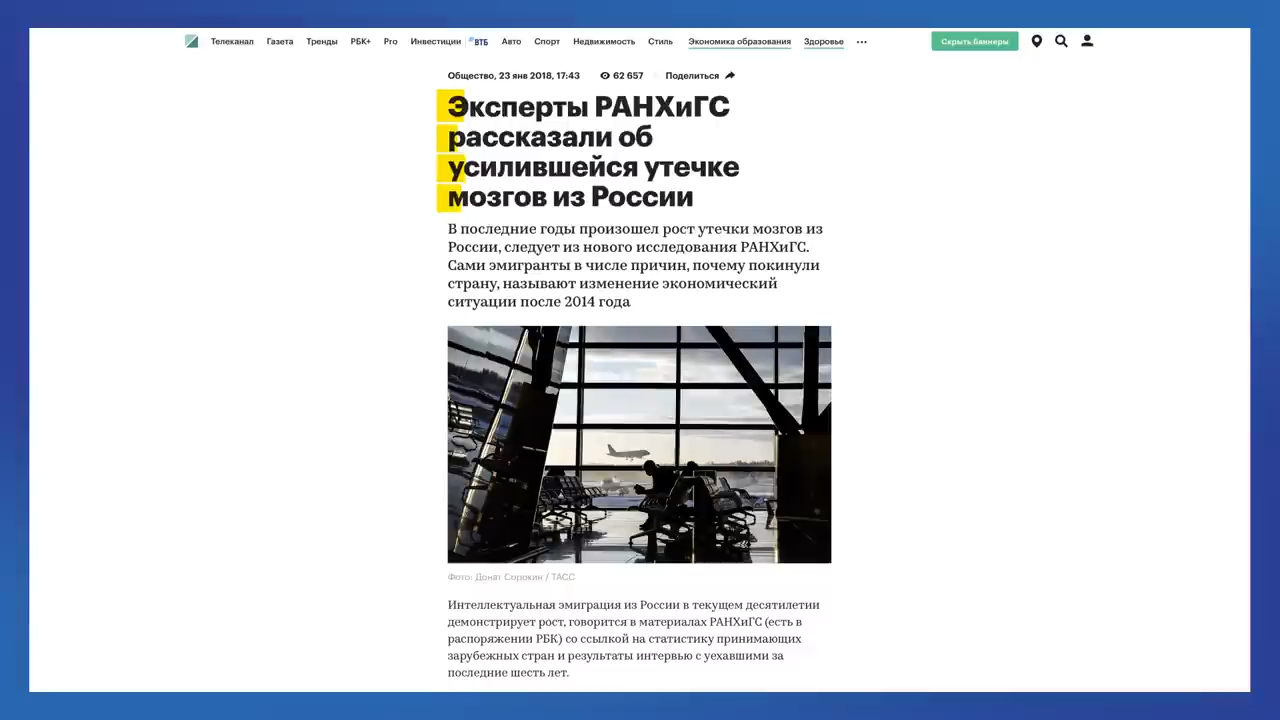 Телеканал Газета Тренды РБК+ Pro Инвестиции ВТБ Авто Спорт Недвижимость Стиль Экономика образования Здоровье ••• Скрыть баннеры
Общество, 23 янв 2018, 17:43 62 657 Поделиться
Эксперты РАНХиГС
рассказали об
усилившейся утечке
мозгов из России
В последние годы произошел рост утечки мозгов из
России, следует из нового исследования РАНХиГС.
Сами эмигранты в числе причин, почему покинули
страну, называют изменение экономический
ситуации после 2014 года
Фото: Донат Сорокин / ТАСС
Интеллектуальная эмиграция из России в текущем десятилетии
демонстрирует рост, говорится в материалах РАНХиГС (есть в
распоряжении РБК) со ссылкой на статистику принимающих
зарубежных стран и результаты интервью с уехавшими за
последние шесть лет.